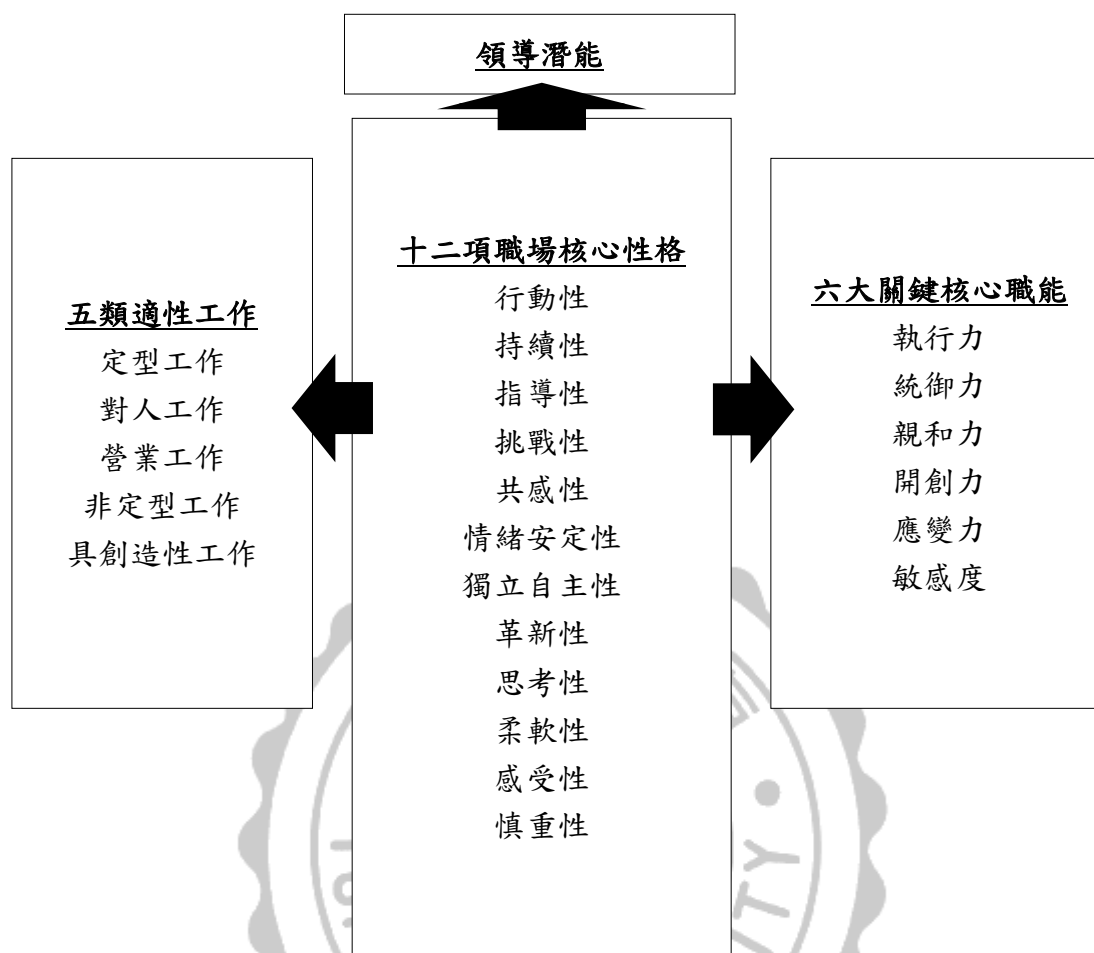 領導潛能
五類適性工作
定型工作
對人工作
營業工作
非定型工作
具創造性工作
十二項職場核心性格
行動性
持續性
指導性
挑戰性
共感性
情緒安定性
獨立自主性
革新性
思考性
柔軟性
感受性
慎重性
六大關鍵核心職能
執行力
統御力
親和力
開創力
應變力
敏感度